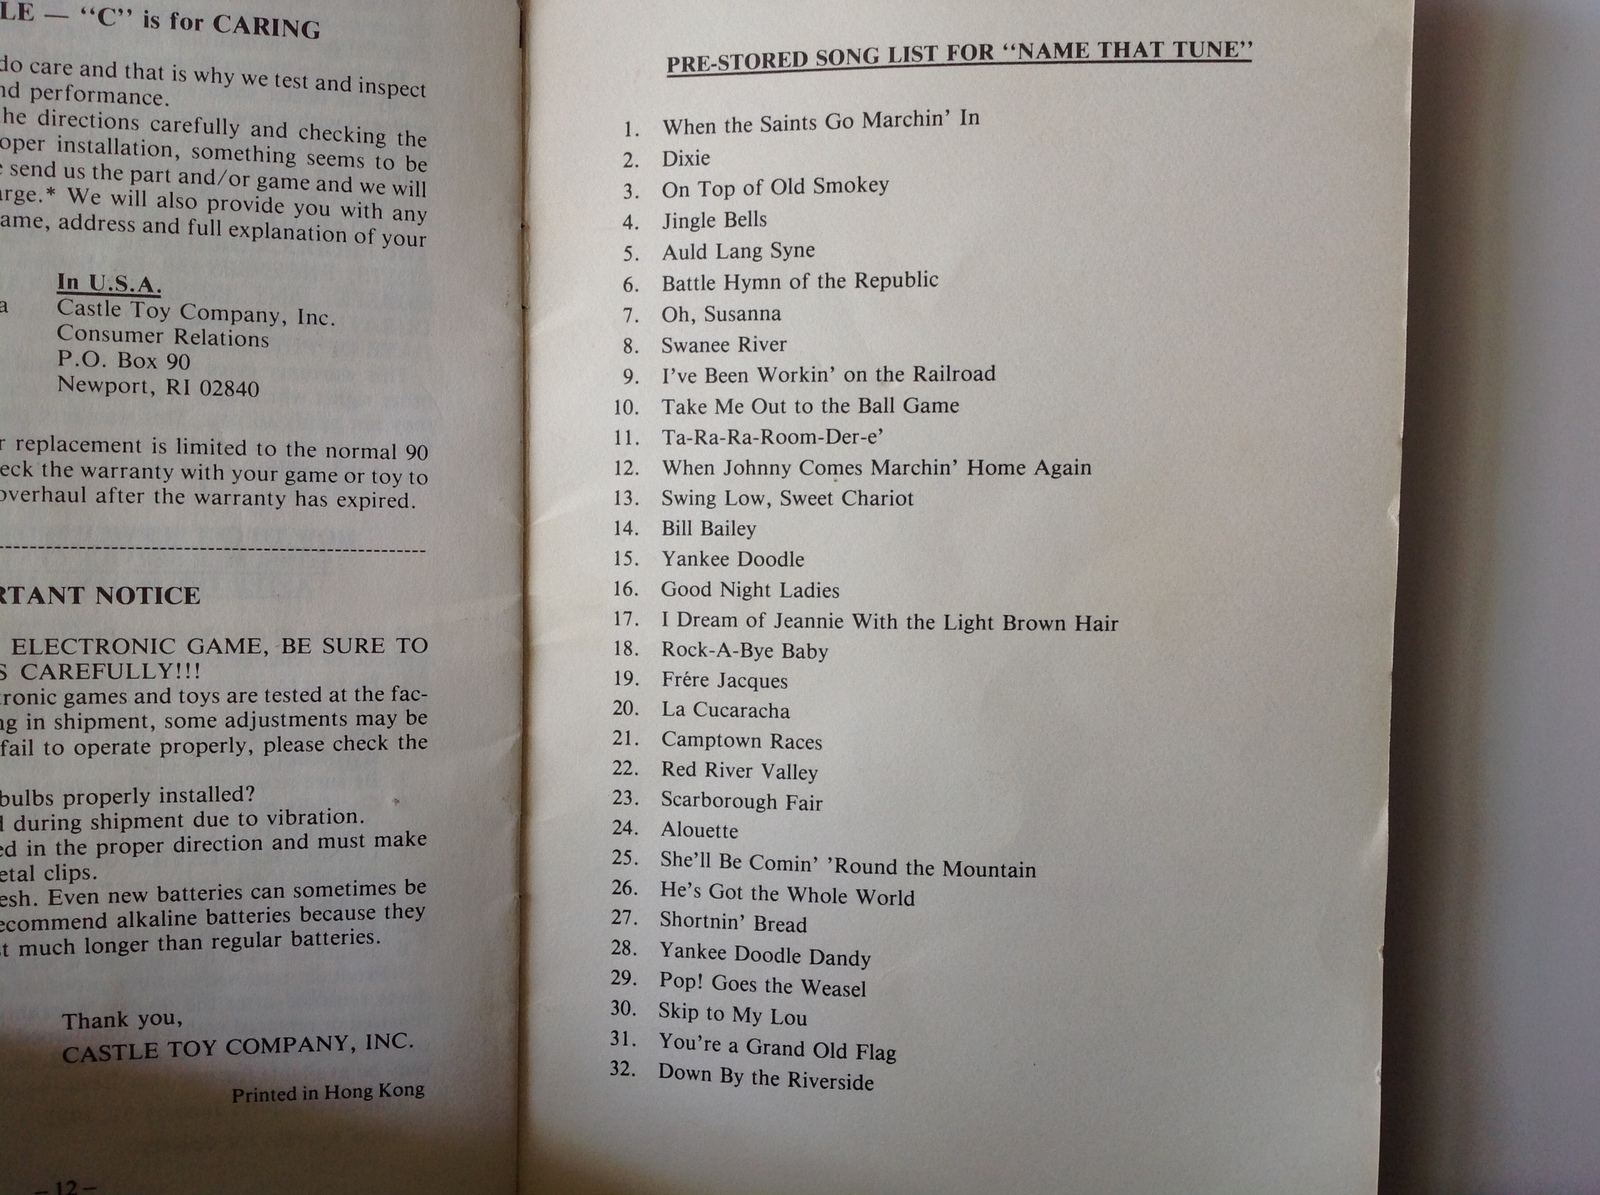 LE — “C” is for CARING
do care and that is why we test and inspect
nd performance.
he directions carefully and checking the
oper installation, something seems to be
send us the part and/or game and we will
arge.* We will also provide you with any
ame, address and full explanation of your
In U.S.A.
a Castle Toy Company, Inc.
Consumer Relations
P.O. Box 90
Newport, RI 02840
r replacement is limited to the normal 90
eck the warranty with your game or toy to
overhaul after the warranty has expired.
RTANT NOTICE
ELECTRONIC GAME, BE SURE TO
S CAREFULLY!!!
tronic games and toys are tested at the fac-
ng in shipment, some adjustments may be
fail to operate properly, please check the
bulbs properly installed?
d during shipment due to vibration.
ed in the proper direction and must make
etal clips.
esh. Even new batteries can sometimes be
ecommend alkaline batteries because they
t much longer than regular batteries.
Thank you,
CASTLE TOY COMPANY, INC.
Printed in Hong Kong
– 12 –
PRE-STORED SONG LIST FOR “NAME THAT TUNE”
1. When the Saints Go Marchin’ In
2. Dixie
3. On Top of Old Smokey
4. Jingle Bells
5. Auld Lang Syne
6. Battle Hymn of the Republic
7. Oh, Susanna
8. Swanee River
9. I’ve Been Workin’ on the Railroad
10. Take Me Out to the Ball Game
11. Ta-Ra-Ra-Room-Der-e’
12. When Johnny Comes Marchin’ Home Again
13. Swing Low, Sweet Chariot
14. Bill Bailey
15. Yankee Doodle
16. Good Night Ladies
17. I Dream of Jeannie With the Light Brown Hair
18. Rock-A-Bye Baby
19. Frére Jacques
20. La Cucaracha
21. Camptown Races
22. Red River Valley
23. Scarborough Fair
24. Alouette
25. She’ll Be Comin’ ’Round the Mountain
26. He’s Got the Whole World
27. Shortnin’ Bread
28. Yankee Doodle Dandy
29. Pop! Goes the Weasel
30. Skip to My Lou
31. You’re a Grand Old Flag
32. Down By the Riverside